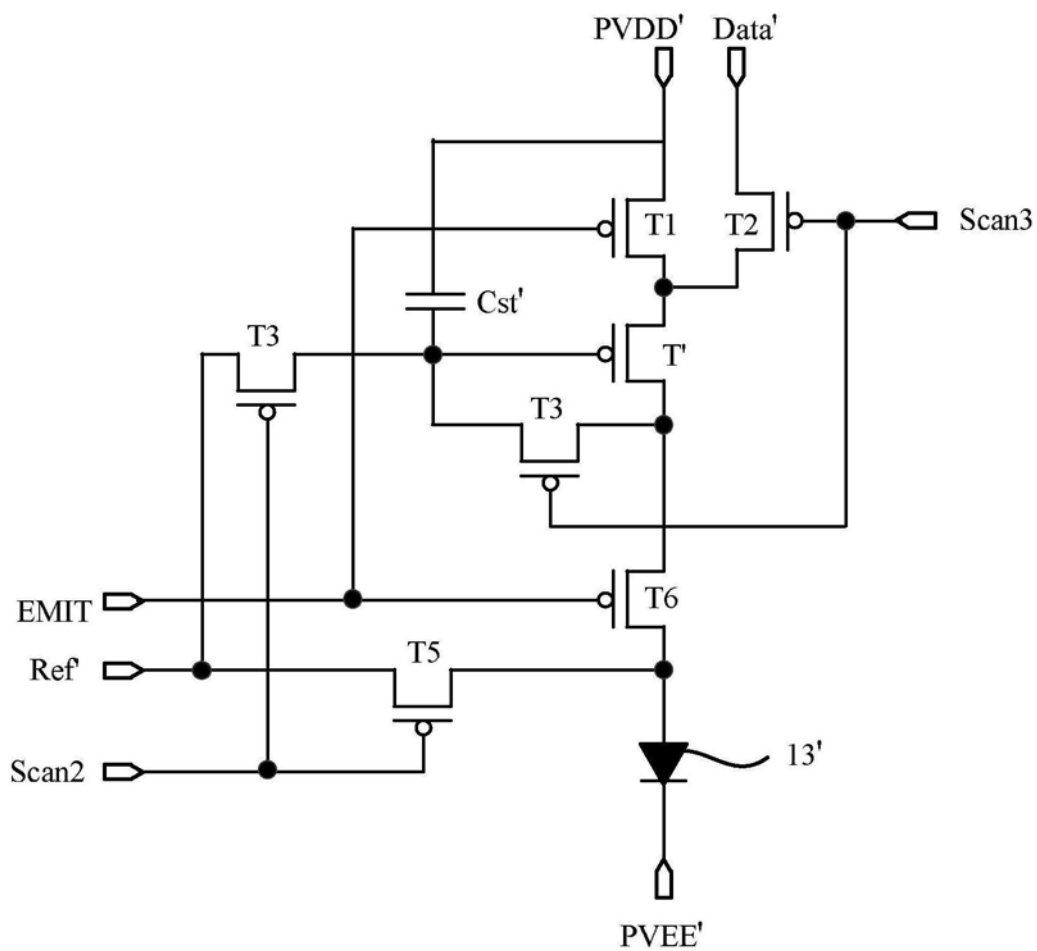 PVDD' Data'
T1 T2 Scan3
Cst'
T3 T'
T3
EMIT T6
Ref' T5
Scan2 13'
PVEE'